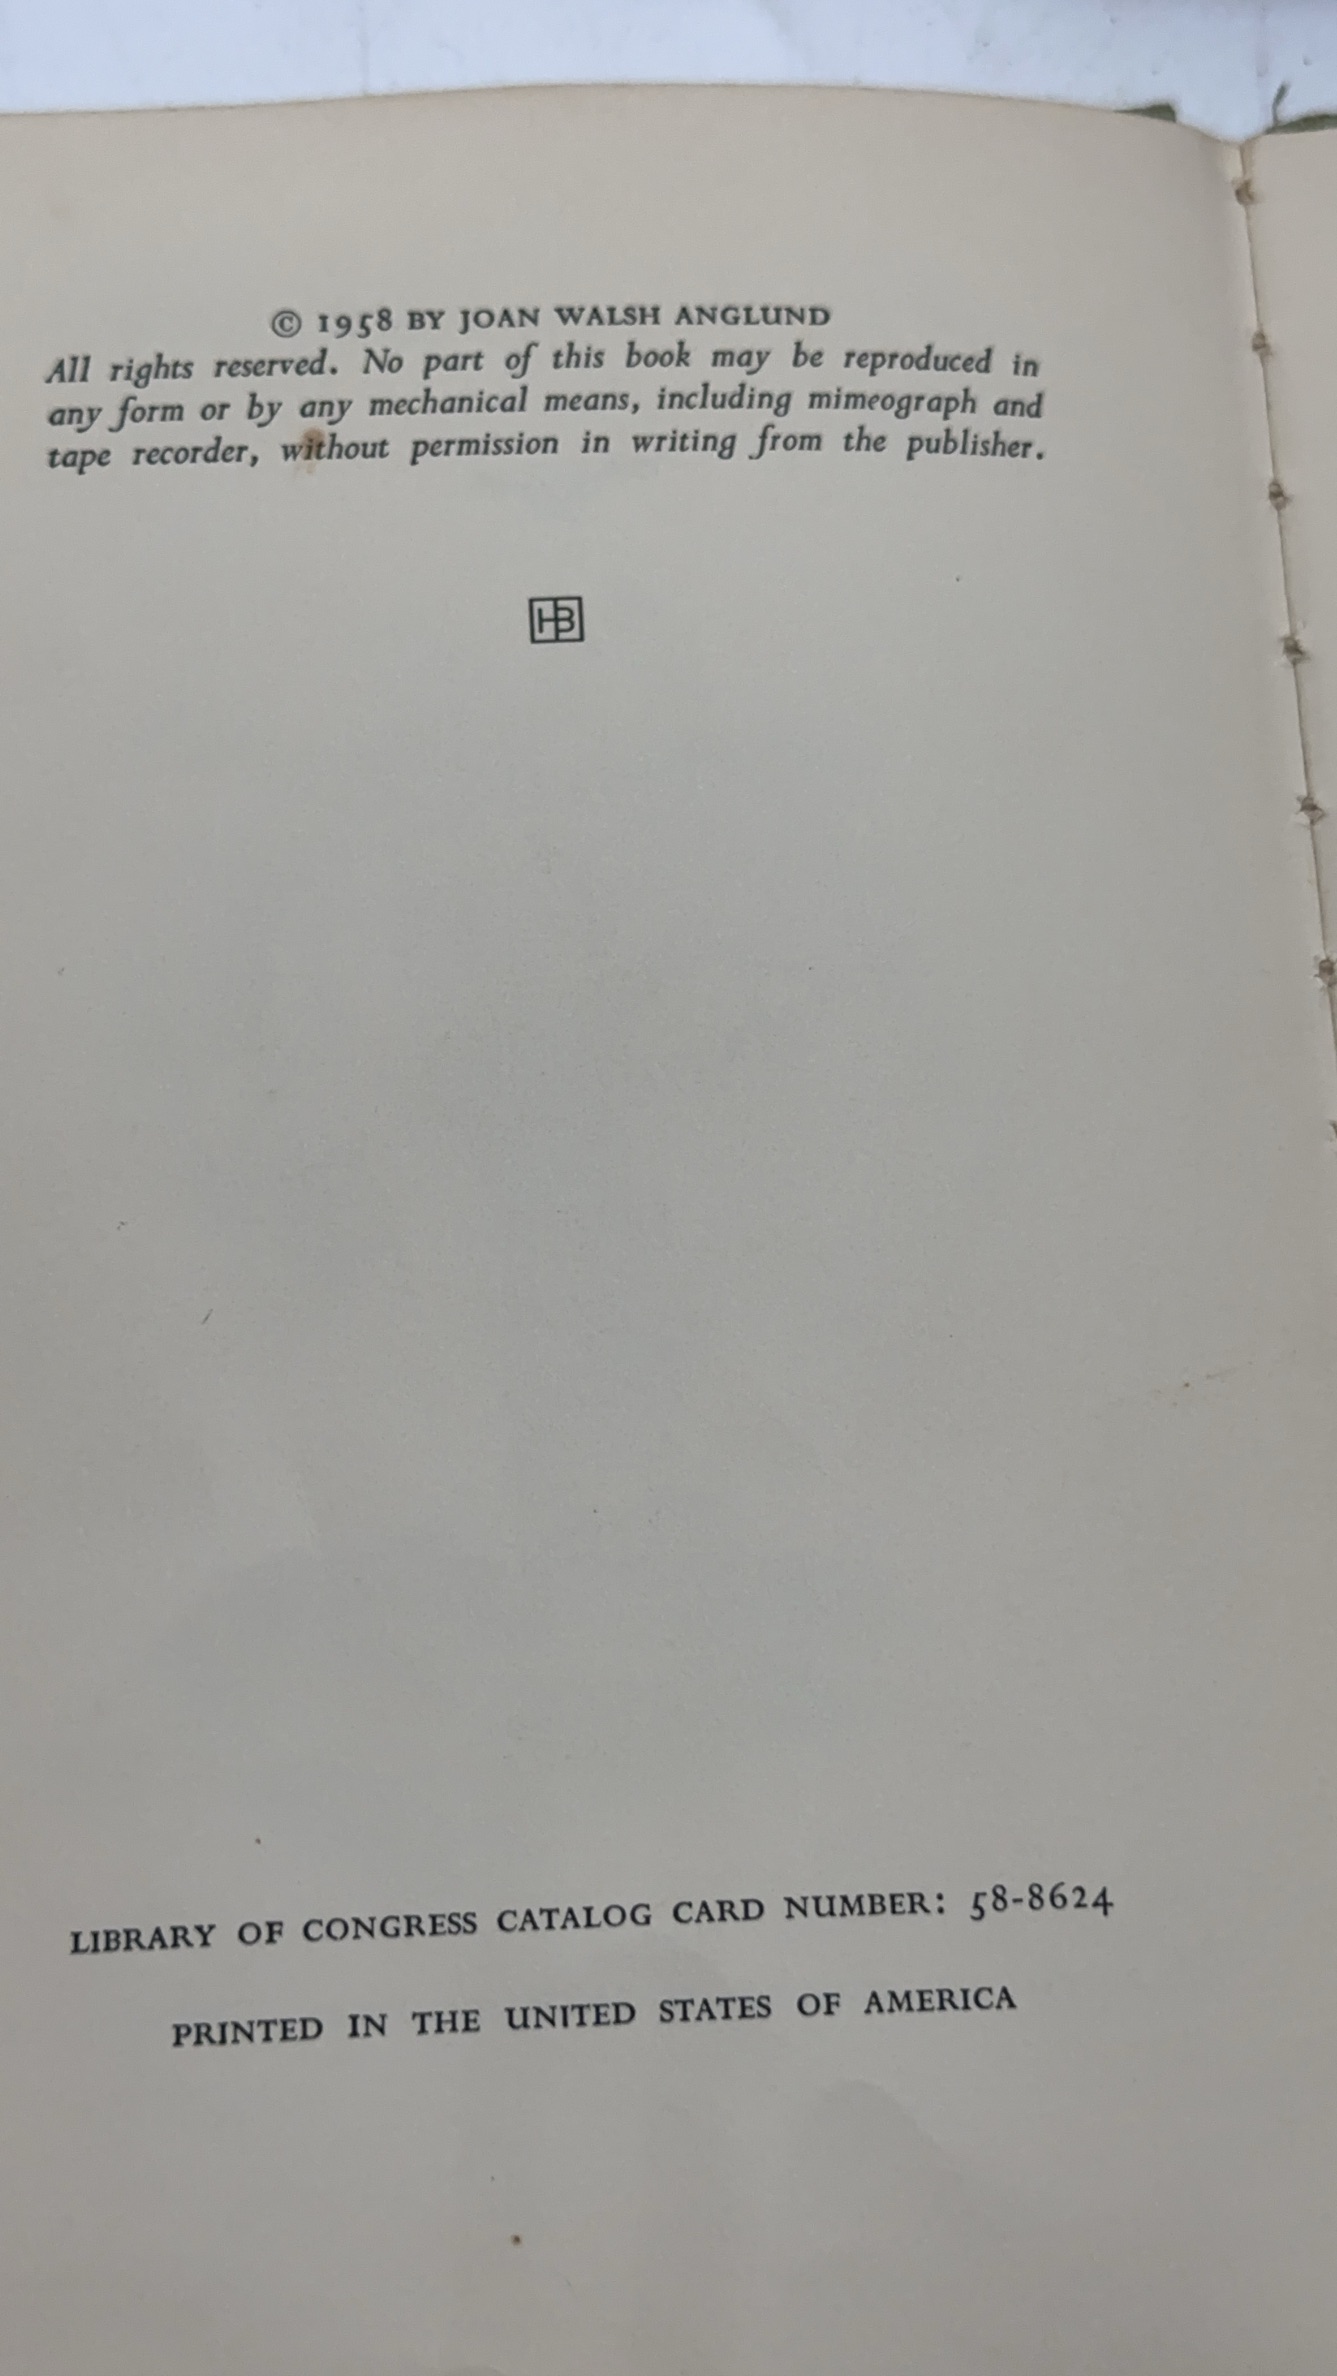 © 1958 BY JOAN WALSH ANGLUND
All rights reserved. No part of this book may be reproduced in
any form or by any mechanical means, including mimeograph and
tape recorder, without permission in writing from the publisher.
HB
LIBRARY OF CONGRESS CATALOG CARD NUMBER: 58-8624
PRINTED IN THE UNITED STATES OF AMERICA